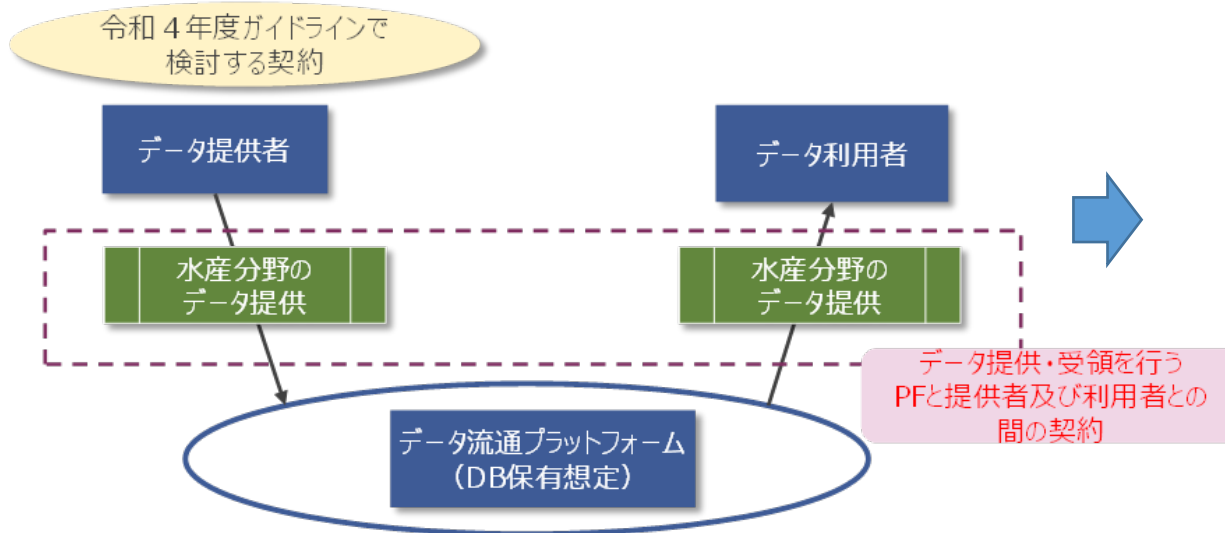 令和４年度ガイドラインで
検討する契約
データ提供者
データ利用者
水産分野の
データ提供
水産分野の
データ提供
データ提供・受領を行う
PFと提供者及び利用者との
間の契約
データ流通プラットフォーム
（DB保有想定）